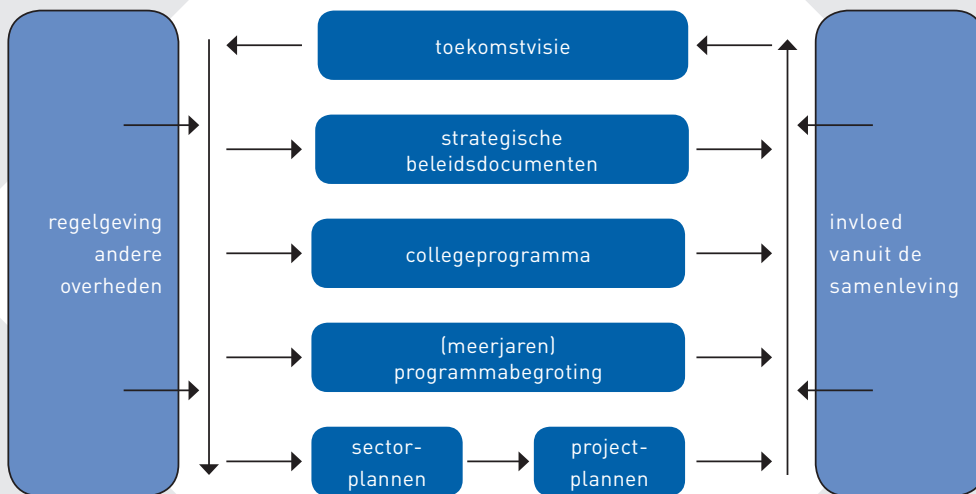 toekomstvisie
strategische
beleidsdocumenten
regelgeving
andere
overheden
collegeprogramma
invloed
vanuit de
samenleving
(meerjaren)
programmabegroting
sector-
plannen
project-
plannen